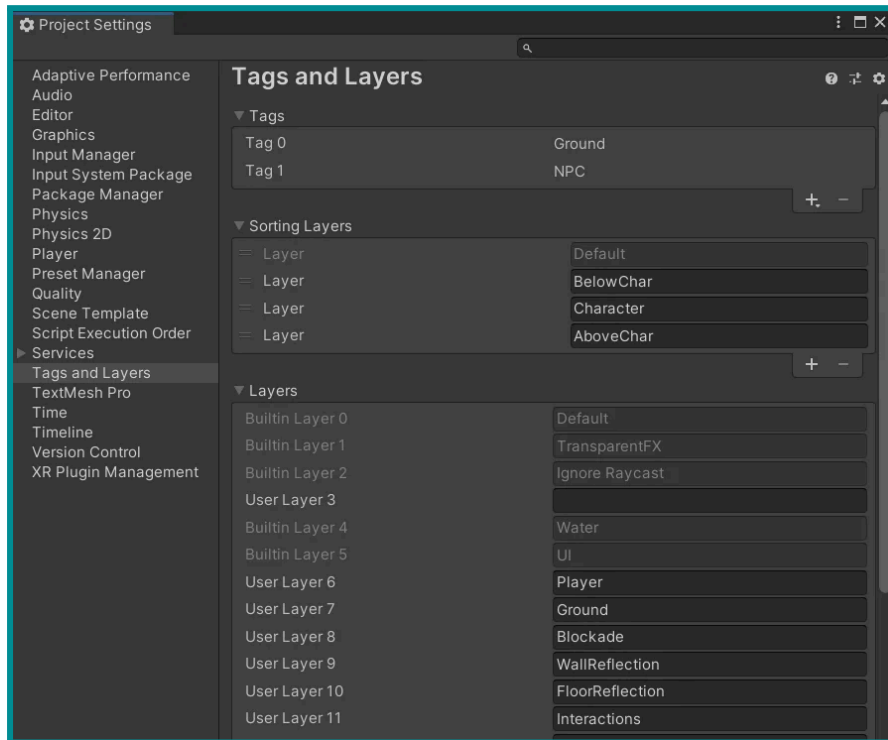 Project Settings
Adaptive Performance
Audio
Editor
Graphics
Input Manager
Input System Package
Package Manager
Physics
Physics 2D
Player
Preset Manager
Quality
Scene Template
Script Execution Order
Services
Tags and Layers
TextMesh Pro
Time
Timeline
Version Control
XR Plugin Management
Tags and Layers
Tags
Tag 0 Ground
Tag 1 NPC
Sorting Layers
Layer Default
Layer BelowChar
Layer Character
Layer AboveChar
Layers
Builtin Layer 0 Default
Builtin Layer 1 TransparentFX
Builtin Layer 2 Ignore Raycast
User Layer 3
Builtin Layer 4 Water
Builtin Layer 5 UI
User Layer 6 Player
User Layer 7 Ground
User Layer 8 Blockade
User Layer 9 WallReflection
User Layer 10 FloorReflection
User Layer 11 Interactions